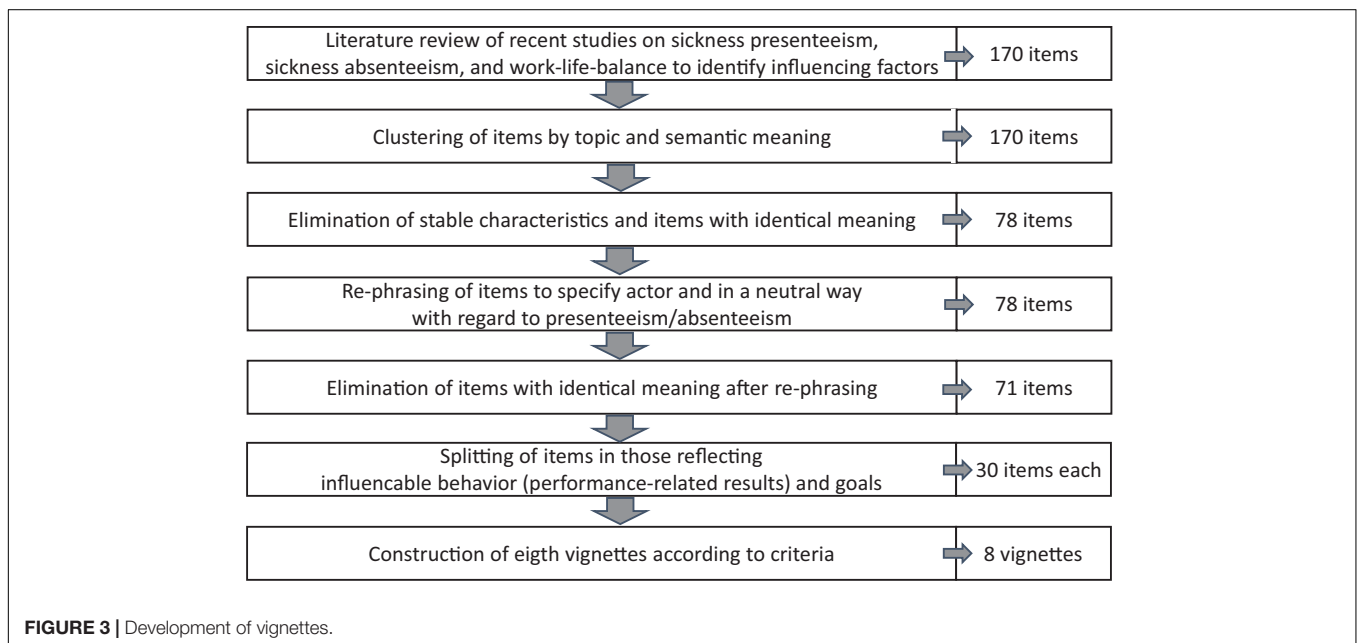 Literature review of recent studies on sickness presenteeism,
sickness absenteeism, and work-life-balance to identify influencing factors
170 items
Clustering of items by topic and semantic meaning
170 items
Elimination of stable characteristics and items with identical meaning
78 items
Re-phrasing of items to specify actor and in a neutral way
with regard to presenteeism/absenteeism
78 items
Elimination of items with identical meaning after re-phrasing
71 items
Splitting of items in those reflecting
influencable behavior (performance-related results) and goals
30 items each
Construction of eigth vignettes according to criteria
8 vignettes
FIGURE 3 | Development of vignettes.